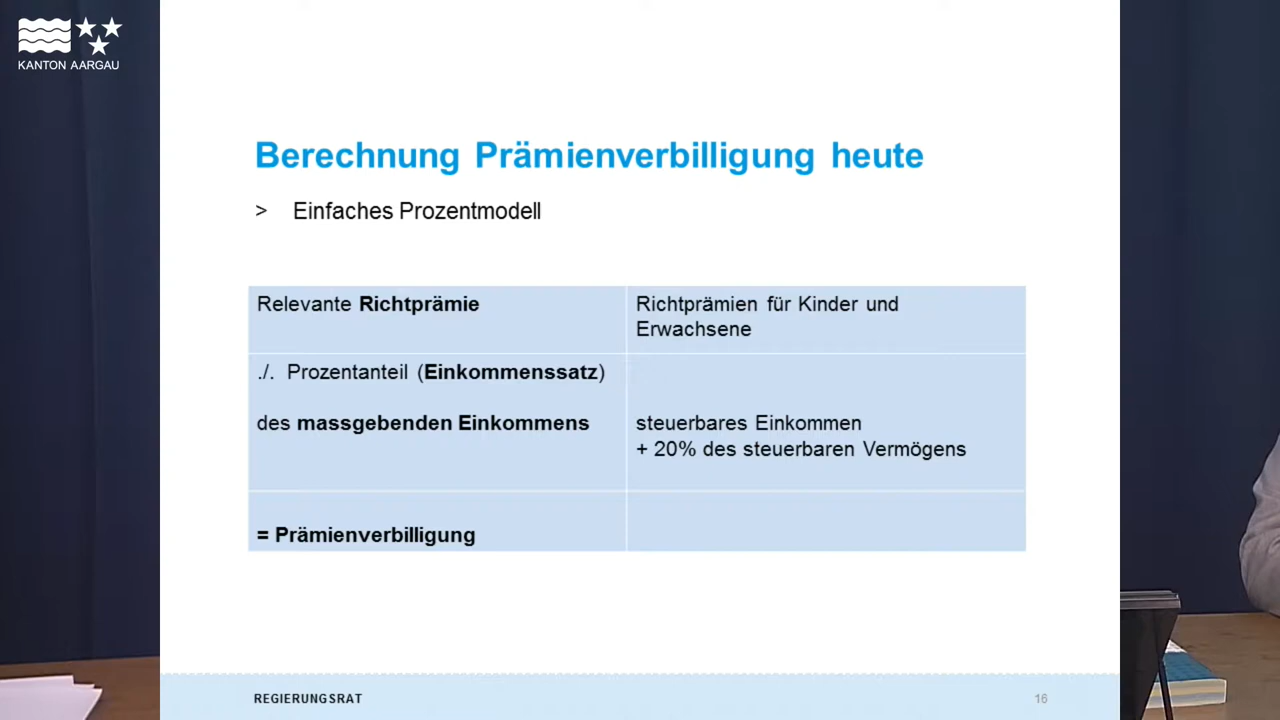 KANTON AARGAU
Berechnung Prämienverbilligung heute
> Einfaches Prozentmodell
Relevante Richtprämie
Richtprämien für Kinder und
Erwachsene
./. Prozentanteil (Einkommenssatz)
des massgebenden Einkommens
steuerbares Einkommen
+ 20% des steuerbaren Vermögens
= Prämienverbilligung
REGIERUNGSRAT
16